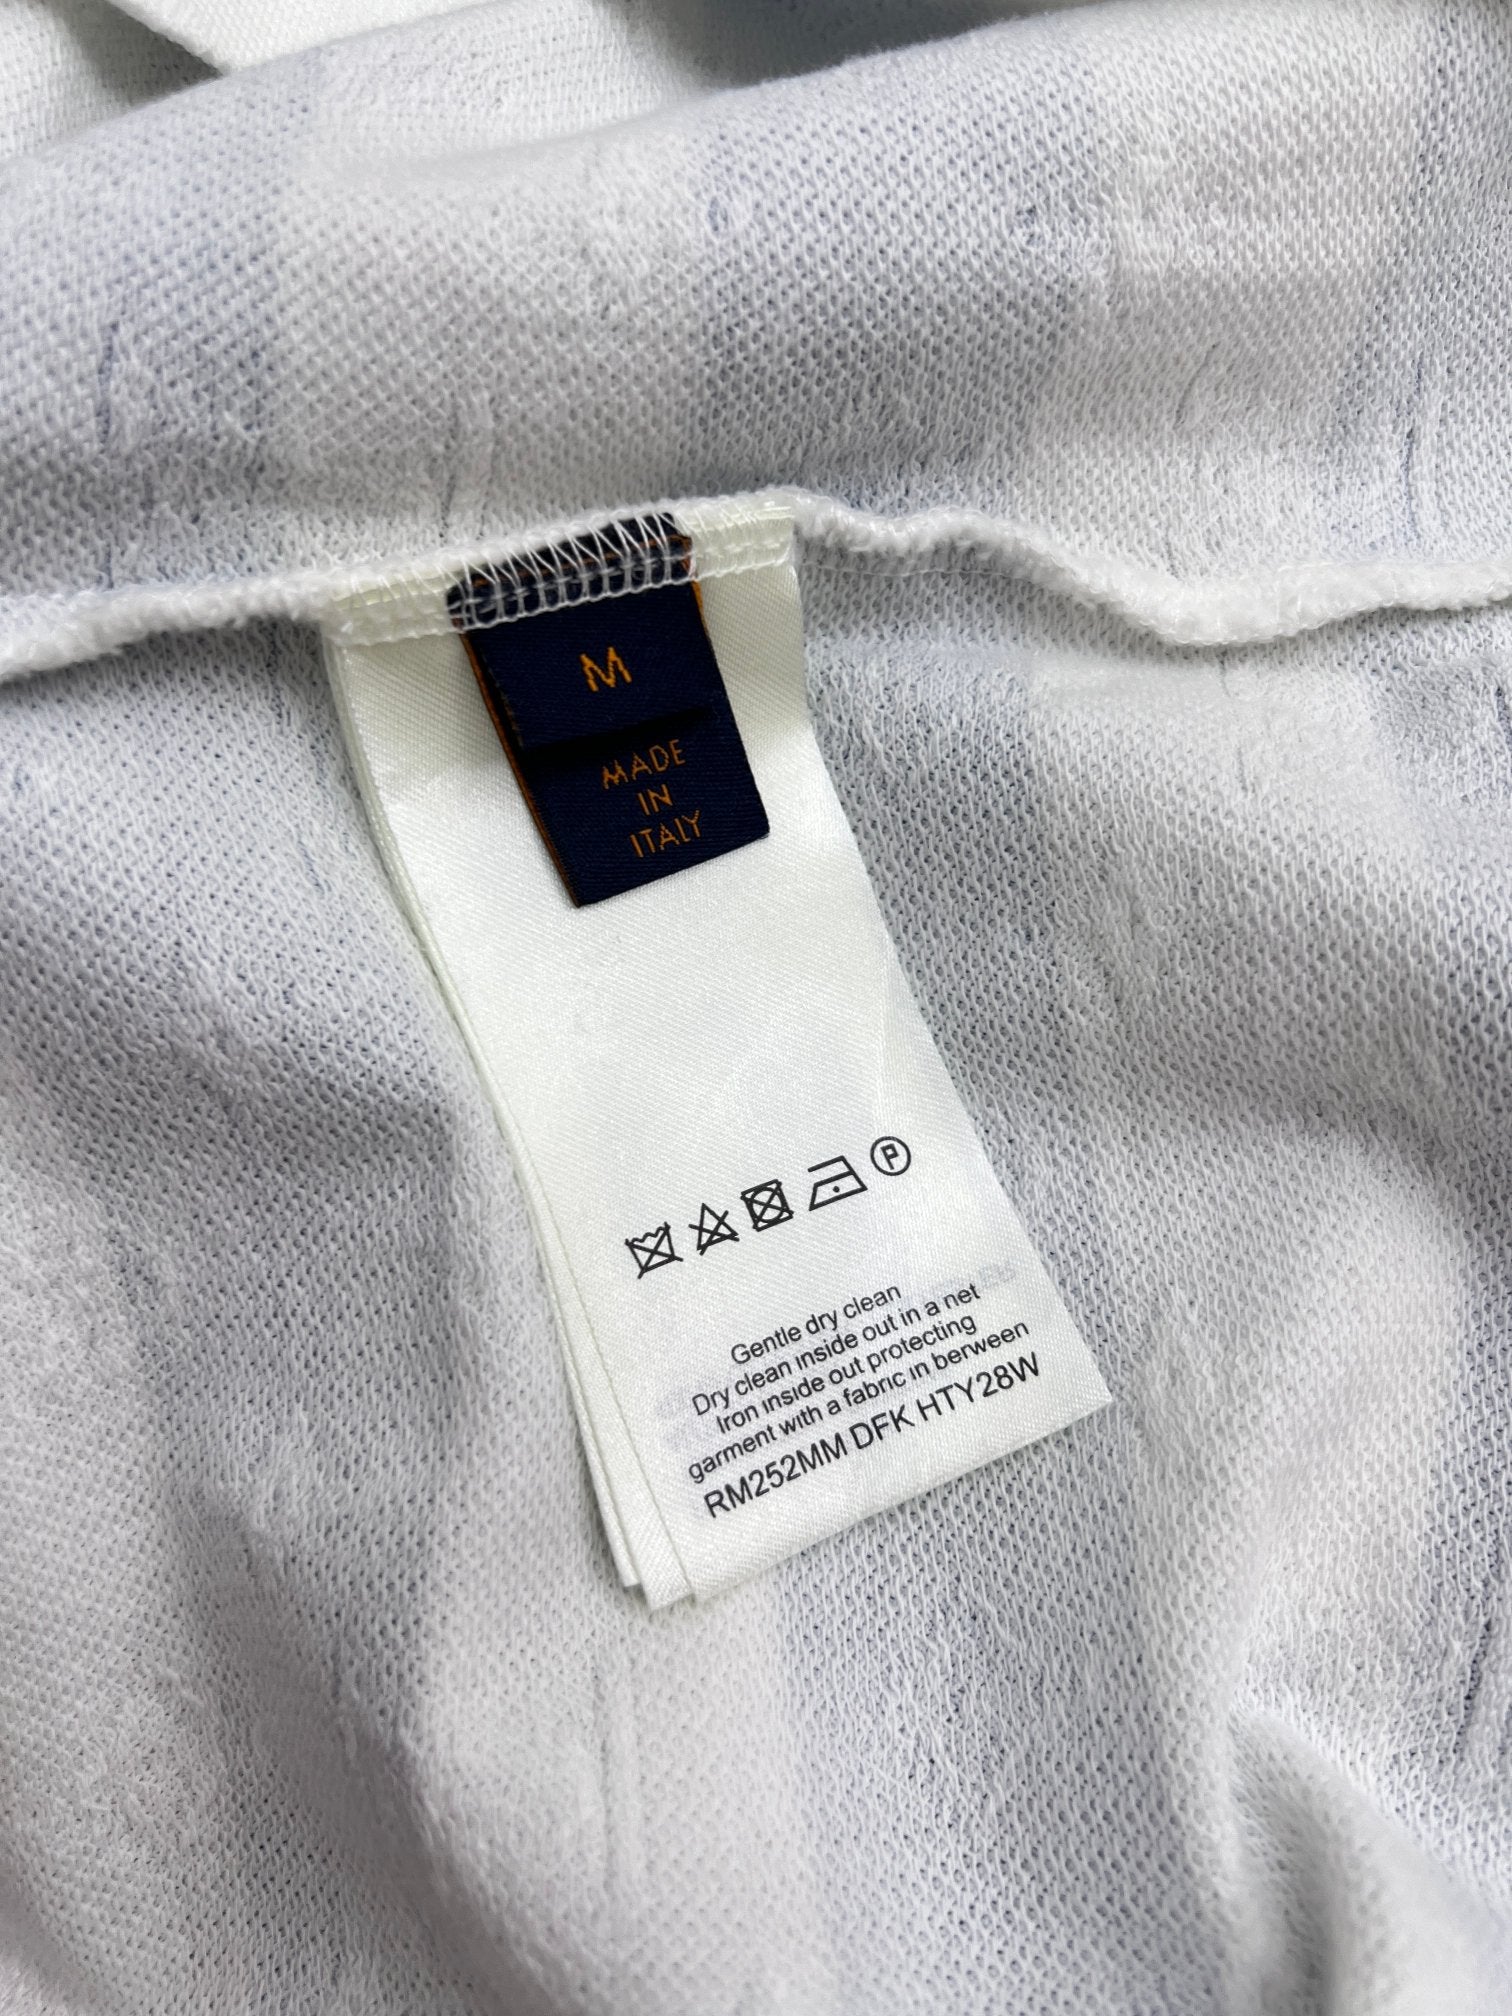 M
MADE
IN
ITALY
P
Gentle dry clean
Dry clean inside out in a net
Iron inside out protecting
garment with a fabric in berween
RM252MM DFK HTY28W